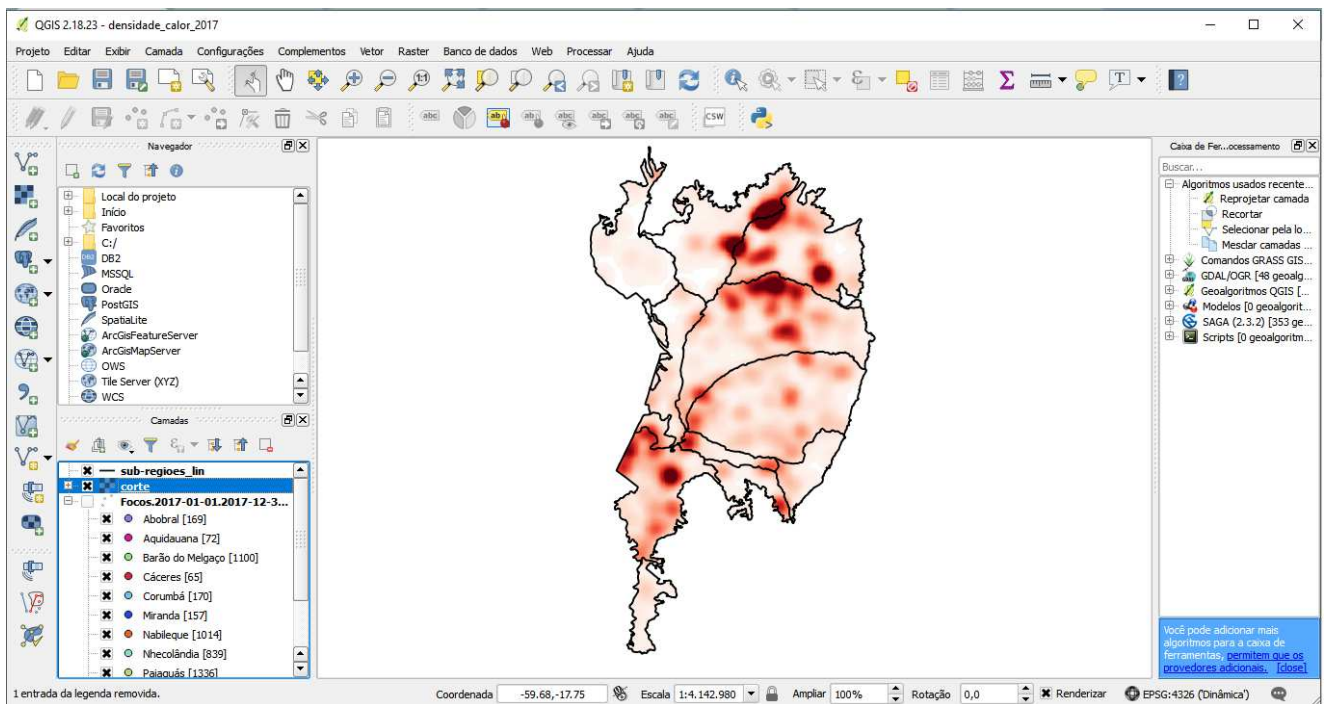 QGIS 2.18.23 - densidade_calor_2017
Projeto Editar Exibir Camada Configurações Complementos Vetor Raster Banco de dados Web Processar Ajuda
abc abc CSW
Navegador
Local do projeto
Início
Favoritos
C:/
DB2
MSSQL
Oracle
PostGIS
SpatiaLite
ArcGisFeatureServer
ArcGisMapServer
OWS
Tile Server (XYZ)
WCS
Camadas
sub-regioes_lin
corte
Focos.2017-01-01.2017-12-3...
Abobral [169]
Aquidauana [72]
Barão do Melgaço [1100]
Cáceres [65]
Corumbá [170]
Miranda [157]
Nabileque [1014]
Nhecolândia [839]
Paiaguás [1336]
Caixa de Fer...ocessamento
Buscar...
Algoritmos usados recente...
Reprojetar camada
Recortar
Selecionar pela lo...
Mesclar camadas ...
Comandos GRASS GIS...
GDAL/OGR [48 geoalg...
Geoalgoritmos QGIS [...
Modelos [0 geoalgorit...
SAGA (2.3.2) [353 ge...
Scripts [0 geoalgoritm...
Você pode adicionar mais
algoritmos para a caixa de
ferramentas, permitem que os
provedores adicionais. [close]
1 entrada da legenda removida. Coordenada -59.68,-17.75 Escala 1:4.142.980 Ampliar 100% Rotação 0,0 Renderizar EPSG:4326 ('Dinâmica')